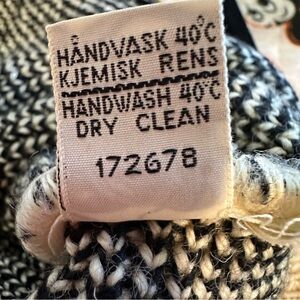 HÅNDVASK 40°C
KJEMISK RENS
HANDWASH 40°C
DRY CLEAN
172678